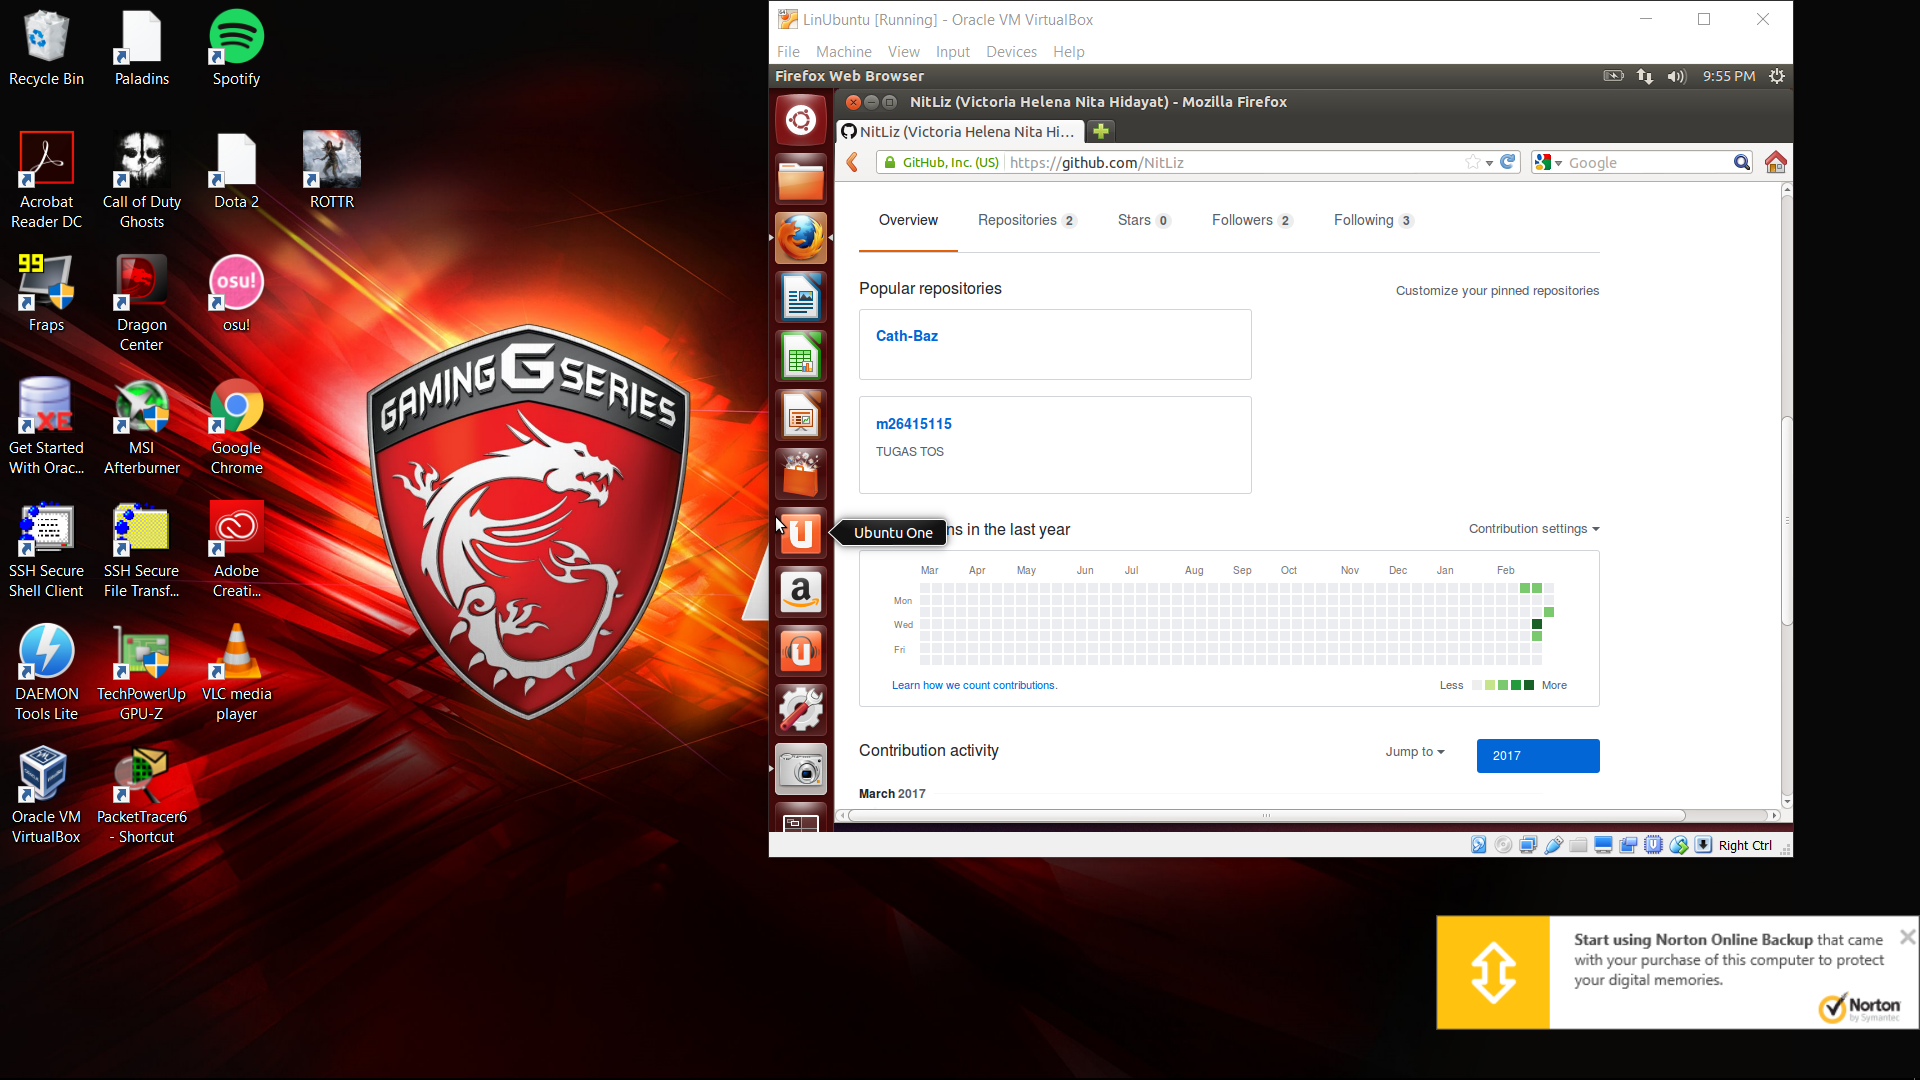 Recycle Bin
Paladins
Spotify
Acrobat
Reader DC
Call of Duty
Ghosts
Dota 2
ROTTR
99
Fraps
Dragon
Center
osu!
osu!
XE
Get Started
With Orac...
MSI
Afterburner
Google
Chrome
SSH Secure
Shell Client
SSH Secure
File Transf...
Adobe
Creati...
DAEMON
Tools Lite
TechPowerUp
GPU-Z
VLC media
player
Oracle VM
VirtualBox
PacketTracer6
- Shortcut
GAMING G SERIES
LinUbuntu [Running] - Oracle VM VirtualBox
File Machine View Input Devices Help
Firefox Web Browser
9:55 PM
NitLiz (Victoria Helena Nita Hidayat) - Mozilla Firefox
NitLiz (Victoria Helena Nita Hi...
GitHub, Inc. (US) https://github.com/NitLiz
Google
Overview Repositories 2 Stars 0 Followers 2 Following 3
Popular repositories
Customize your pinned repositories
Cath-Baz
m26415115
TUGAS TOS
Ubuntu One
ns in the last year
Contribution settings
Mar Apr May Jun Jul Aug Sep Oct Nov Dec Jan Feb
Mon
Wed
Fri
Learn how we count contributions.
Less More
Contribution activity
Jump to
2017
March 2017
Right Ctrl
Start using Norton Online Backup that came
with your purchase of this computer to protect
your digital memories.
Norton
by Symantec